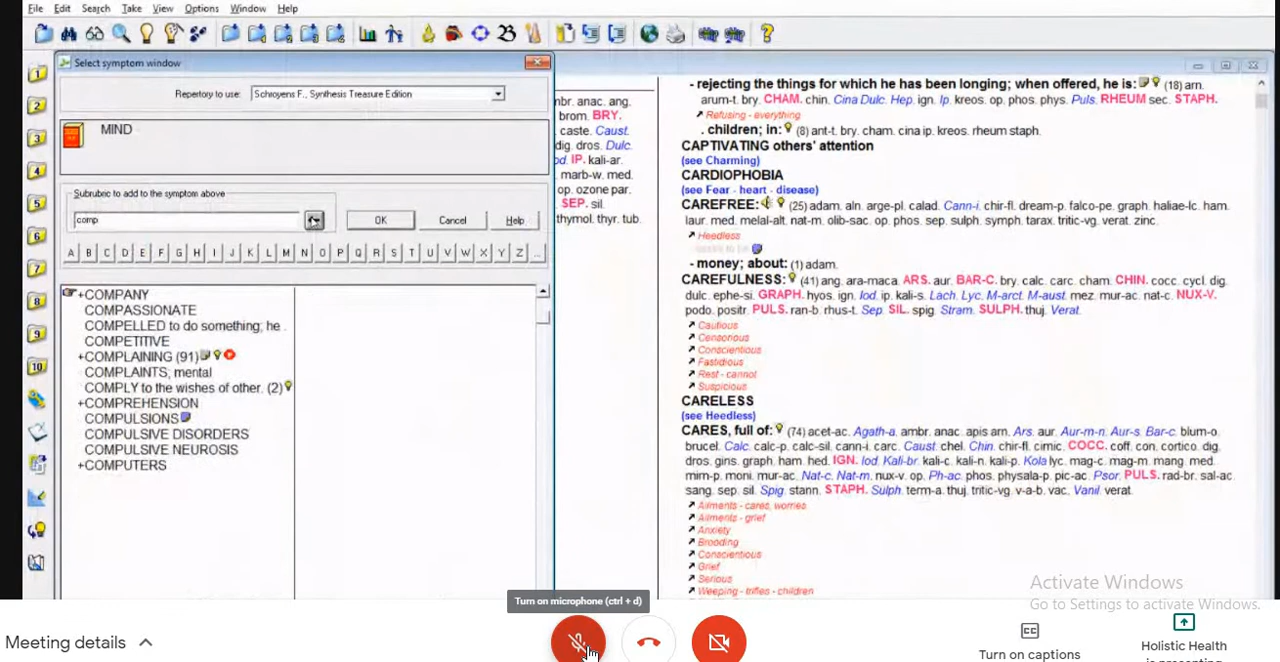 File Edit Search Take View Options Window Help
Select symptom window
Repertory to use: Schroyens F., Synthesis Treasure Edition
MIND
Subrubric to add to the symptom above
comp
OK Cancel Help
A B C D E F G H I J K L M N O P Q R S T U V W X Y Z ...
+COMPANY
COMPASSIONATE
COMPELLED to do something; he .
COMPETITIVE
+COMPLAINING (91)
COMPLAINTS; mental
COMPLY to the wishes of other. (2)
+COMPREHENSION
COMPULSIONS
COMPULSIVE DISORDERS
COMPULSIVE NEUROSIS
+COMPUTERS
1
2
3
4
5
6
7
8
9
10
mbr. anac. ang.
brom. BRY.
caste. Caust.
dig. dros. Dulc.
IP. kali-ar.
marb-w. med.
op. ozone par.
SEP. sil.
thymol. thyr. tub.
- rejecting the things for which he has been longing; when offered, he is: (18) arn.
arum-t. bry. CHAM. chin. Cina Dulc. Hep. ign. Ip. kreos. op. phos. phys. Puls. RHEUM sec. STAPH.
Refusing - everything
. children; in: (8) ant-t. bry. cham. cina ip. kreos. rheum staph.
CAPTIVATING others' attention
(see Charming)
CARDIOPHOBIA
(see Fear - heart - disease)
CAREFREE: (25) adam. aln. arge-pl. calad. Cann-i. chir-fl. dream-p. falco-pe. graph. haliae-lc. ham.
laur. med. melal-alt. nat-m. olib-sac. op. phos. sep. sulph. symph. tarax. tritic-vg. verat. zinc.
Heedless
- money; about: (1) adam.
CAREFULNESS: (41) ang. ara-maca. ARS. aur. BAR-C. bry. calc. carc. cham. CHIN. cocc. cycl. dig.
dulc. ephe-si. GRAPH. hyos. ign. Iod. ip. kali-s. Lach. Lyc. M-arct. M-aust. mez. mur-ac. nat-c. NUX-V.
podo. positr. PULS. ran-b. rhus-t. Sep. SIL. spig. Stram. SULPH. thuj. Verat.
Cautious
Censorious
Conscientious
Fastidious
Rest - cannot
Suspicious
CARELESS
(see Heedless)
CARES, full of: (74) acet-ac. Agath-a. ambr. anac. apis arn. Ars. aur. Aur-m-n. Aur-s. Bar-c. blum-o.
brucel. Calc. calc-p. calc-sil. cann-i. carc. Caust. chel. Chin. chir-fl. cimic. COCC. coff. con. cortico. dig.
dros. gins. graph. ham. hed. IGN. Iod. Kali-br. kali-c. kali-n. kali-p. Kola lyc. mag-c. mag-m. mang. med.
mim-p. moni. mur-ac. Nat-c. Nat-m. nux-v. op. Ph-ac. phos. physala-p. pic-ac. Psor. PULS. rad-br. sal-ac.
sang. sep. sil. Spig. stann. STAPH. Sulph. term-a. thuj. tritic-vg. v-a-b. vac. Vanil. verat.
Ailments - cares, worries
Ailments - grief
Anxiety
Brooding
Conscientious
Grief
Serious
Weeping - trifles - children
Activate Windows
Go to Settings to activate Windows.
Turn on microphone (ctrl + d)
Meeting details
Turn on captions
Holistic Health
is presenting